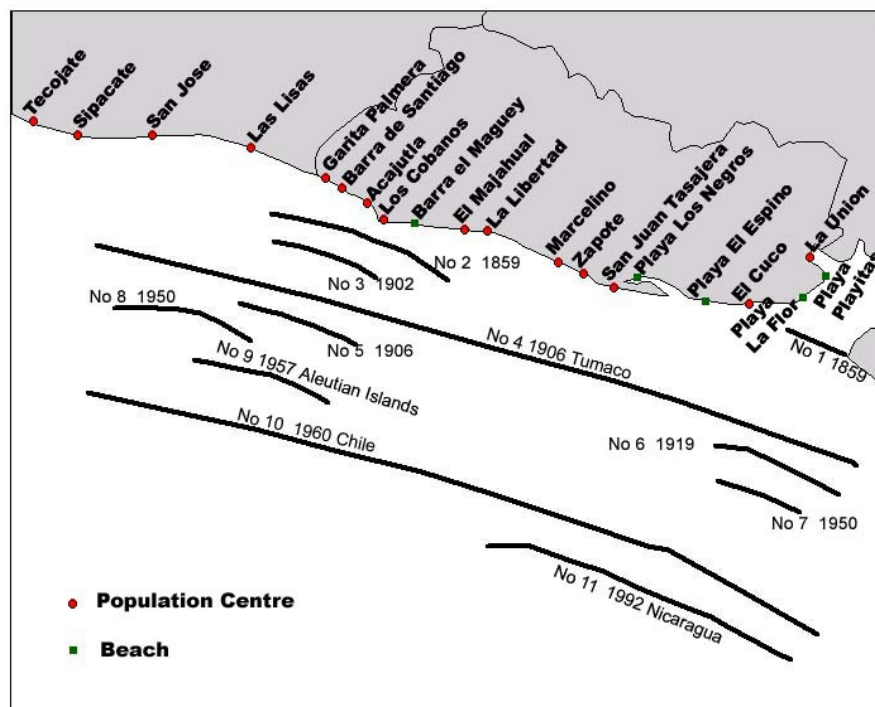 Tecojate
Sipacate
San Jose
Las Lisas
Garita Palmera
Barra de Santiago
Acajutla
Los Cobanos
Barra el Maguey
El Majahual
La Libertad
Marcelino
Zapote
San Juan Tasajera
Playa Los Negros
Playa El Espino
El Cuco
Playa
La Flor
La Union
Playa
Playitas
No 2 1859
No 3 1902
No 8 1950
No 5 1906
No 4 1906 Tumaco
No 1 1859
No 9 1957 Aleutian Islands
No 10 1960 Chile
No 6 1919
No 7 1950
No 11 1992 Nicaragua
Population Centre
Beach